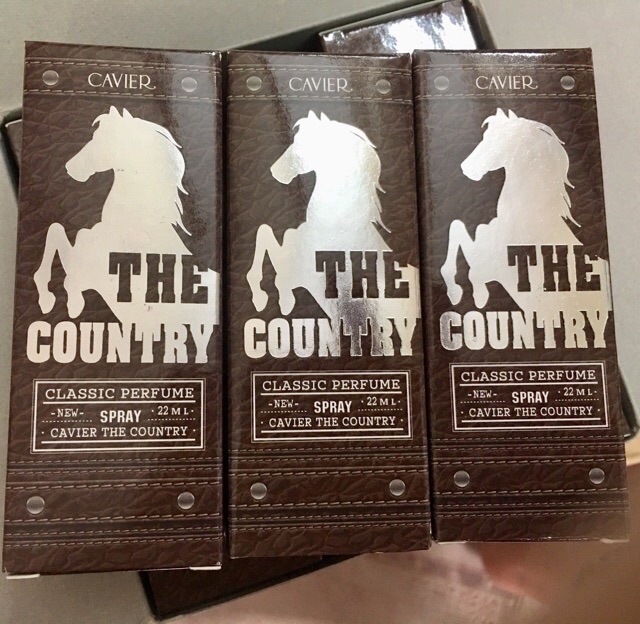 CAVIER
THE
COUNTRY
CLASSIC PERFUME
-NEW- SPRAY · 22 ML ·
· CAVIER THE COUNTRY ·
CAVIER
THE
COUNTRY
CLASSIC PERFUME
-NEW- SPRAY · 22 ML ·
· CAVIER THE COUNTRY ·
CAVIER
THE
COUNTRY
CLASSIC PERFUME
-NEW- SPRAY · 22 ML ·
· CAVIER THE COUNTRY ·